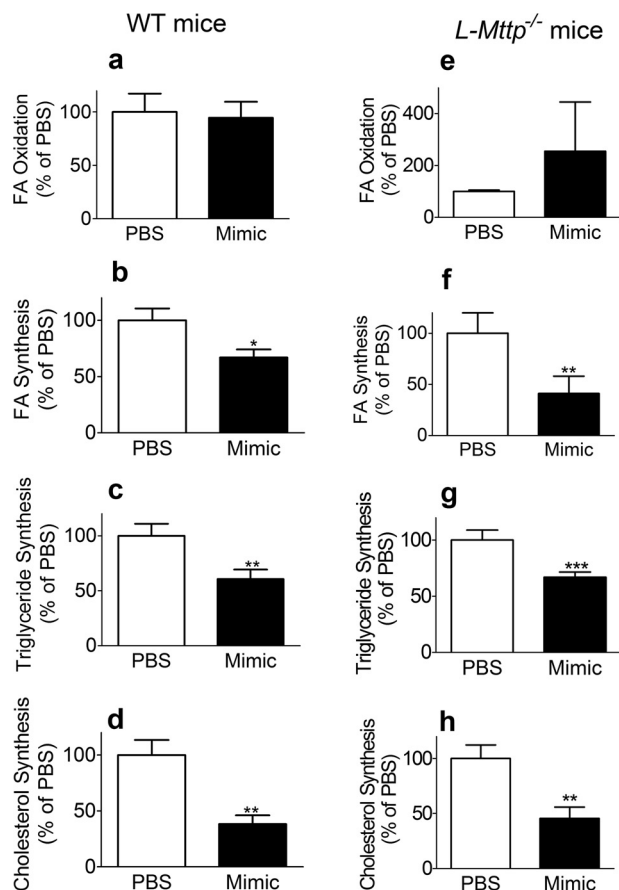 WT mice
L-Mttp-/- mice
a
FA Oxidation
(% of PBS)
100
50
0
PBS Mimic
e
FA Oxidation
(% of PBS)
400
200
0
PBS Mimic
b
FA Synthesis
(% of PBS)
100
50
0
*
PBS Mimic
f
FA Synthesis
(% of PBS)
100
50
0
**
PBS Mimic
c
Triglyceride Synthesis
(% of PBS)
100
50
0
**
PBS Mimic
g
Triglyceride Synthesis
(% of PBS)
100
50
0
***
PBS Mimic
d
Cholesterol Synthesis
(% of PBS)
100
50
0
**
PBS Mimic
h
Cholesterol Synthesis
(% of PBS)
100
50
0
**
PBS Mimic